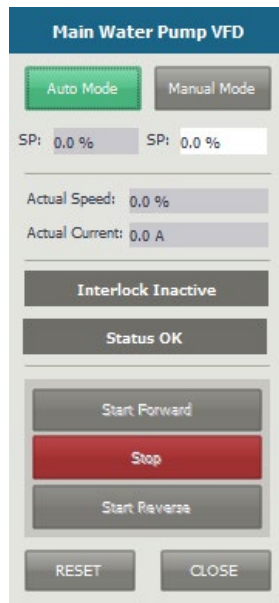 Main Water Pump VFD
Auto Mode Manual Mode
SP: 0.0 % SP: 0.0 %
Actual Speed: 0.0 %
Actual Current: 0.0 A
Interlock Inactive
Status OK
Start Forward
Stop
Start Reverse
RESET CLOSE